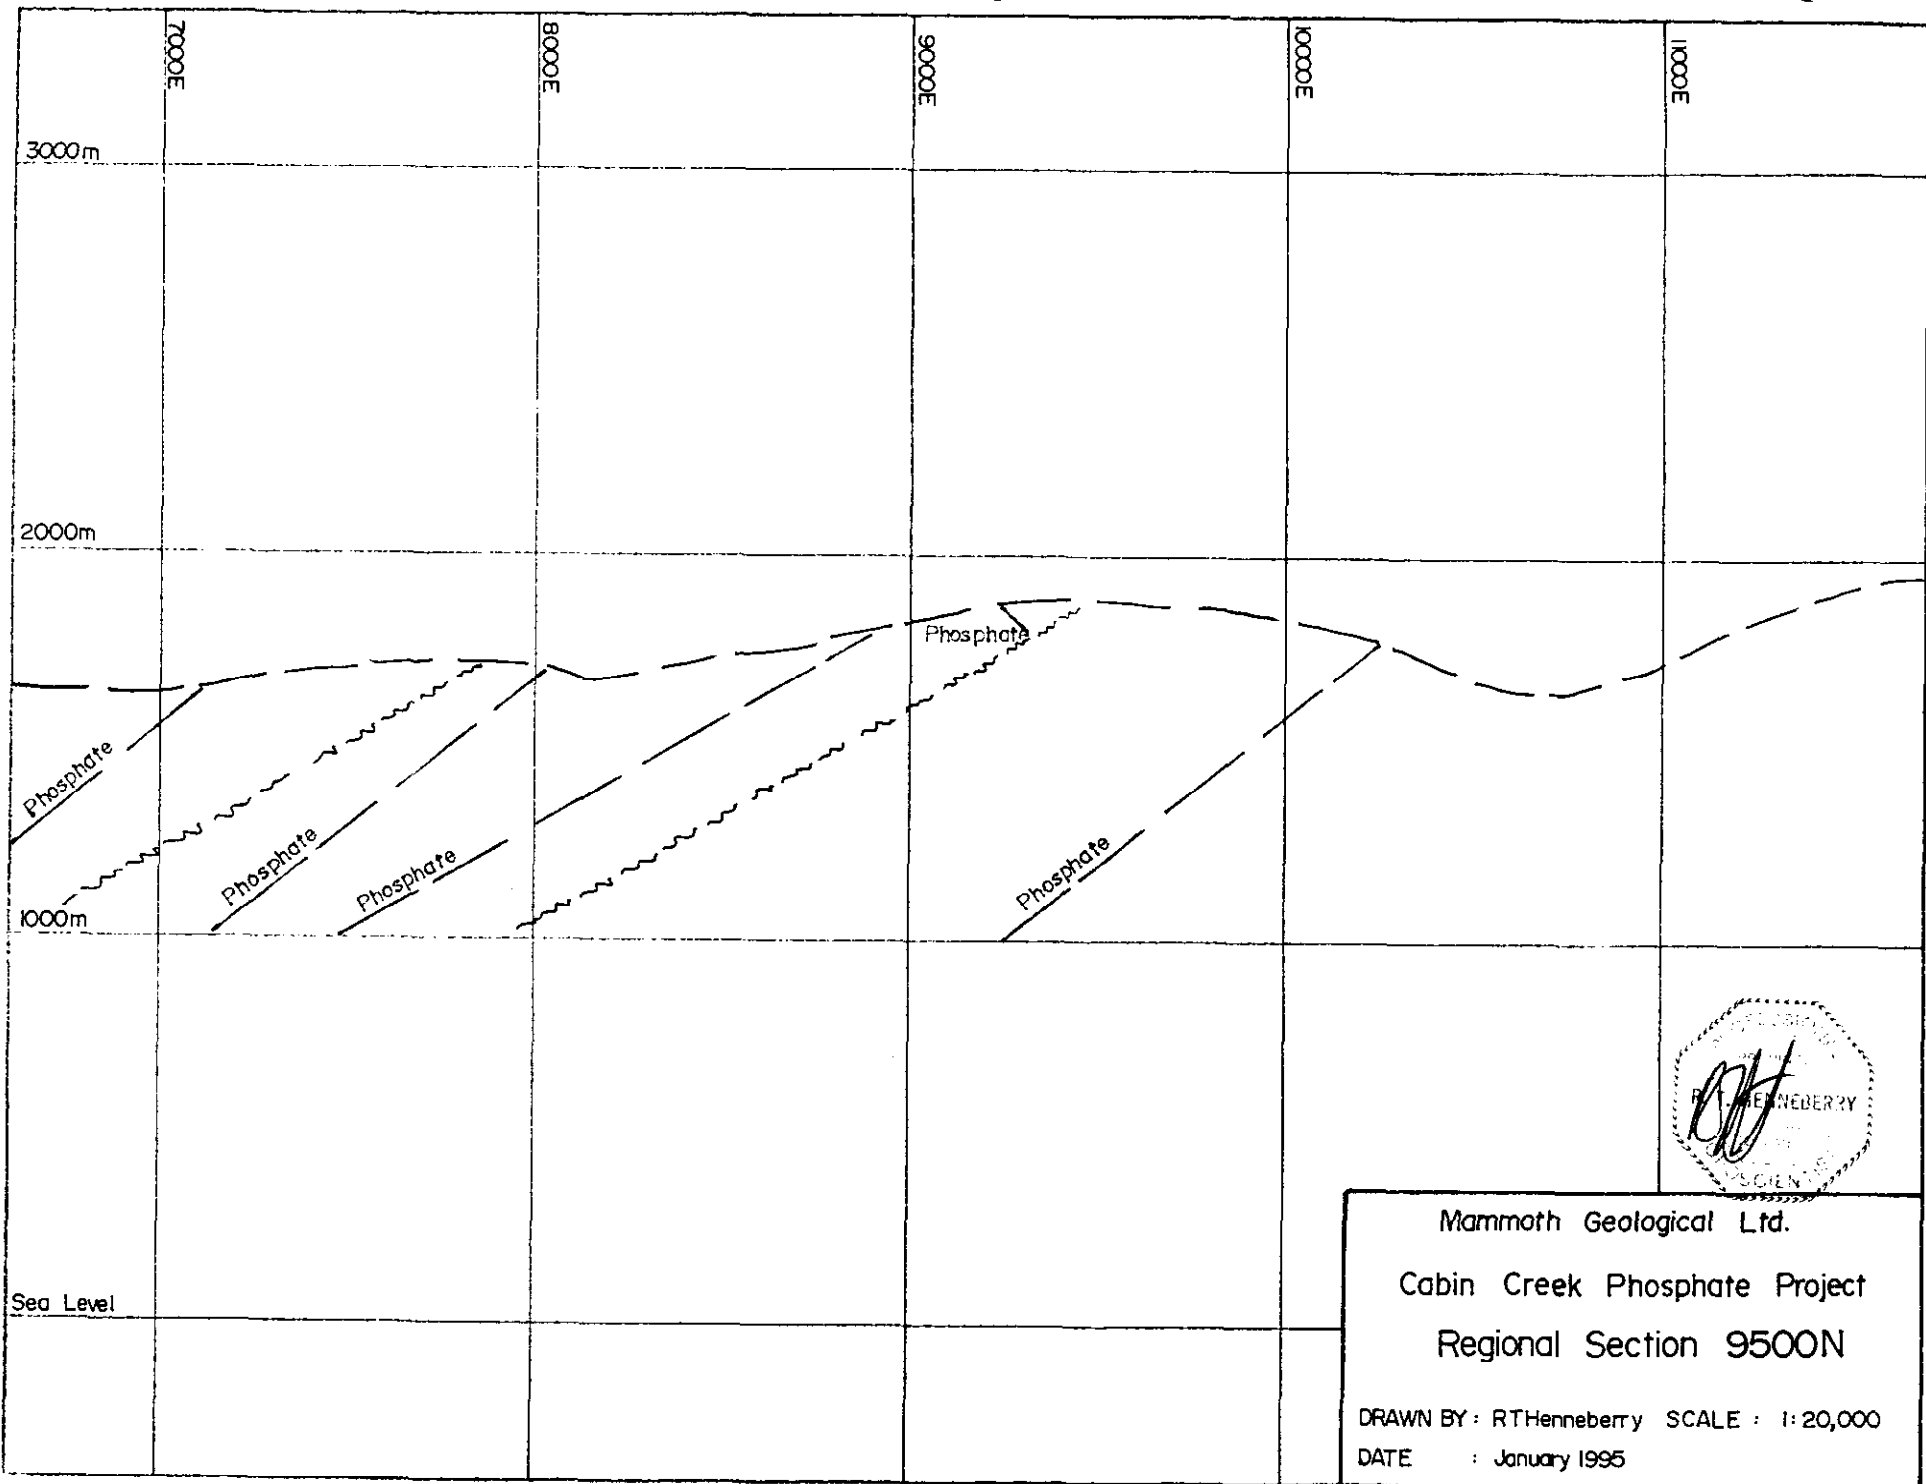 7000E
8000E
9000E
10000E
11000E
3000m
2000m
Phosphate
Phosphate
Phosphate
Phosphate
Phosphate
1000m
Sea Level
R. T. HENNEBERRY
SCIEN
Mammoth Geological Ltd.
Cabin Creek Phosphate Project
Regional Section 9500N
DRAWN BY : RTHenneberry SCALE : 1:20,000
DATE : January 1995